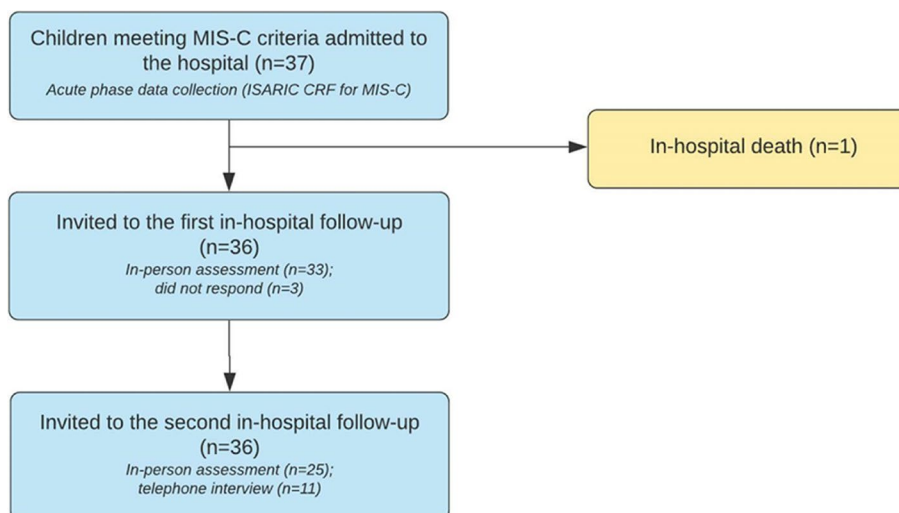 Children meeting MIS-C criteria admitted to
the hospital (n=37)
Acute phase data collection (ISARIC CRF for MIS-C)
In-hospital death (n=1)
Invited to the first in-hospital follow-up
(n=36)
In-person assessment (n=33);
did not respond (n=3)
Invited to the second in-hospital follow-up
(n=36)
In-person assessment (n=25);
telephone interview (n=11)